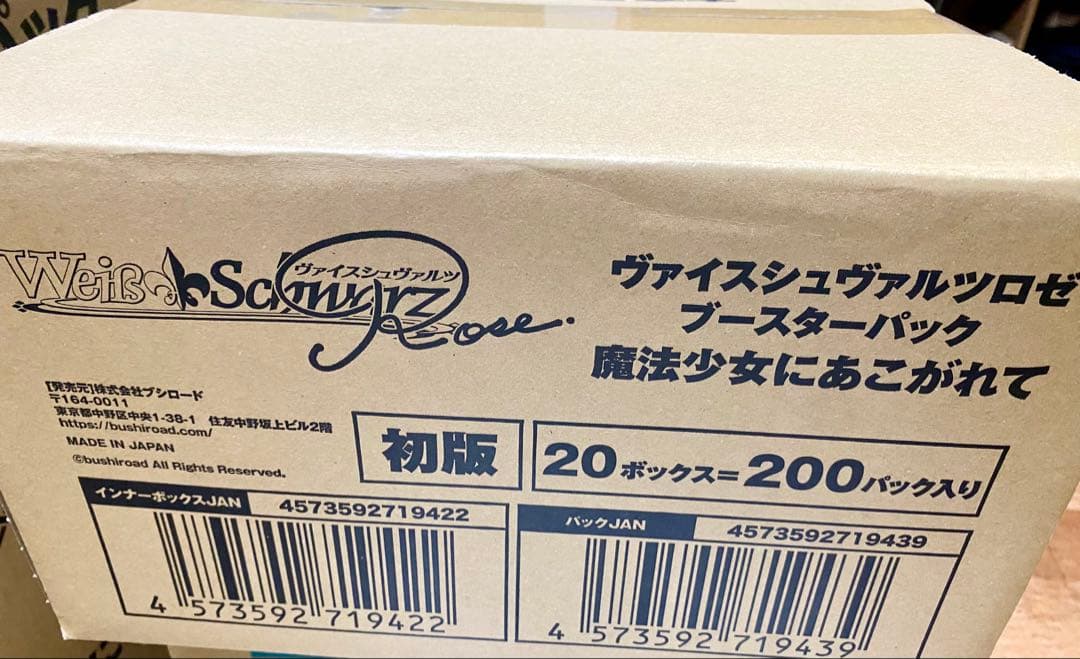 Weiß Schwarz
ヴァイスシュヴァルツ
Rose.
ヴァイスシュヴァルツロゼ
ブースターパック
魔法少女にあこがれて
【発売元】株式会社ブシロード
〒164-0011
東京都中野区中央1-38-1 住友中野坂上ビル2階
https://bushiroad.com/
MADE IN JAPAN
©bushiroad All Rights Reserved.
初版
20ボックス=200パック入り
インナーボックスJAN 4573592719422
4 573592 719422
パックJAN 4573592719439
4 573592 719439